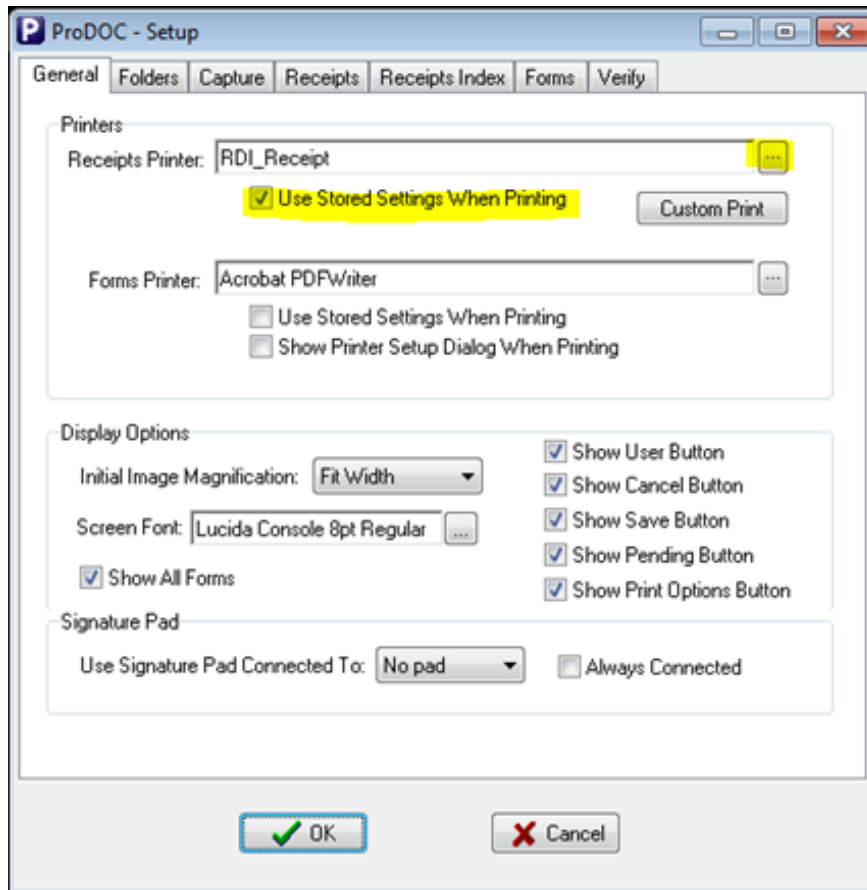 ProDOC - Setup
General Folders Capture Receipts Receipts Index Forms Verify
Printers
Receipts Printer: RDI_Receipt ...
Use Stored Settings When Printing
Custom Print
Forms Printer: Acrobat PDFWriter ...
Use Stored Settings When Printing
Show Printer Setup Dialog When Printing
Display Options
Show User Button
Initial Image Magnification: Fit Width
Show Cancel Button
Show Save Button
Screen Font: Lucida Console 8pt Regular ...
Show Pending Button
Show All Forms
Show Print Options Button
Signature Pad
Use Signature Pad Connected To: No pad Always Connected
OK Cancel